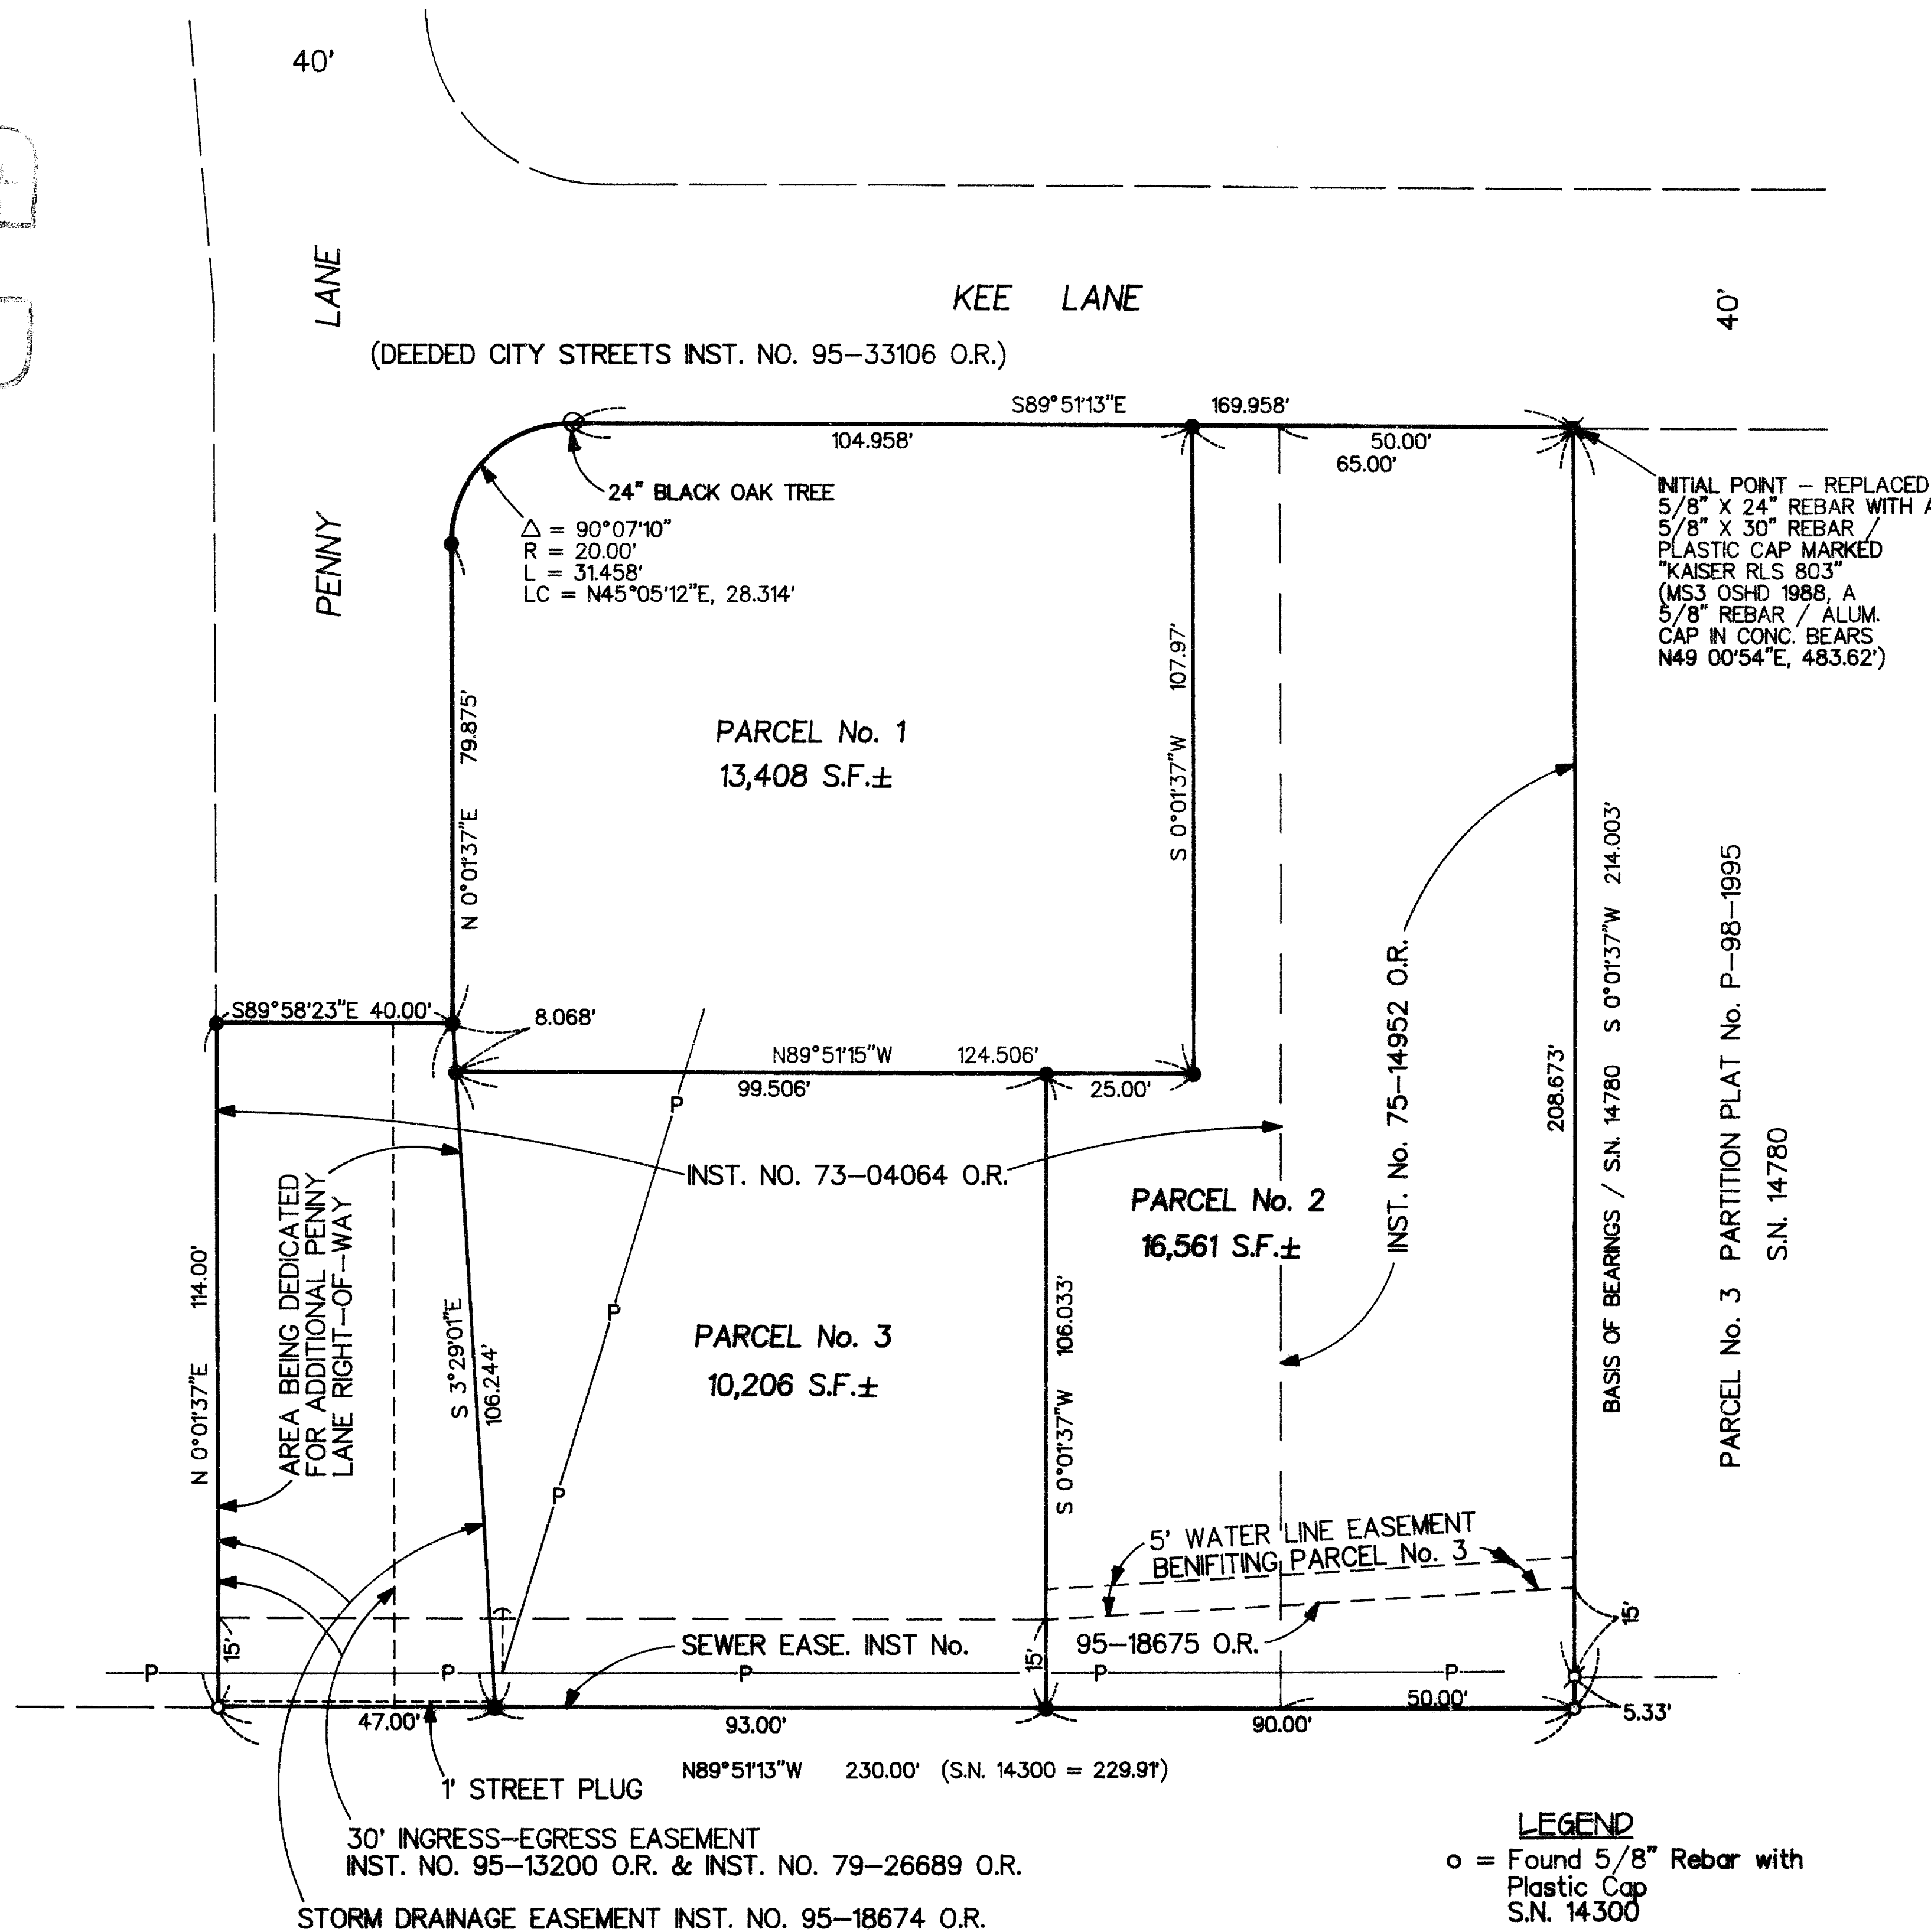 40'
LANE
KEE LANE
40'
(DEEDED CITY STREETS INST. NO. 95-33106 O.R.)
S89°51'13"E 169.958'
104.958'
50.00'
65.00'
24" BLACK OAK TREE
△ = 90°07'10"
R = 20.00'
L = 31.458'
LC = N45°05'12"E, 28.314'
PENNY
INITIAL POINT - REPLACED
5/8" X 24" REBAR WITH A
5/8" X 30" REBAR /
PLASTIC CAP MARKED
"KAISER RLS 803"
(MS3 OSHD 1988, A
5/8" REBAR / ALUM.
CAP IN CONC. BEARS
N49 00'54"E, 483.62')
N 0°01'37"E 79.875'
PARCEL No. 1
13,408 S.F.±
S 0°01'37"W 107.97'
S89°58'23"E 40.00'
8.068'
N89°51'15"W 124.506'
99.506'
25.00'
P
INST. NO. 73-04064 O.R.
INST. No. 75-14952 O.R.
208.673'
BASIS OF BEARINGS / S.N. 14780 S 0°01'37"W 214.003'
PARCEL No. 3 PARTITION PLAT No. P-98-1995
S.N. 14780
N 0°01'37"E 114.00'
AREA BEING DEDICATED
FOR ADDITIONAL PENNY
LANE RIGHT-OF-WAY
S 3°29'01"E
106.244'
P
P
PARCEL No. 3
10,206 S.F.±
S 0°01'37"W 106.033'
PARCEL No. 2
16,561 S.F.±
5' WATER LINE EASEMENT
BENIFITING PARCEL No. 3
15'
15'
SEWER EASE. INST No.
15'
95-18675 O.R.
P P P P P
50.00'
5.33'
47.00'
93.00'
90.00'
1' STREET PLUG
N89°51'13"W 230.00' (S.N. 14300 = 229.91')
30' INGRESS-EGRESS EASEMENT
INST. NO. 95-13200 O.R. & INST. NO. 79-26689 O.R.
STORM DRAINAGE EASEMENT INST. NO. 95-18674 O.R.
LEGEND
o = Found 5/8" Rebar with
Plastic Cap
S.N. 14300